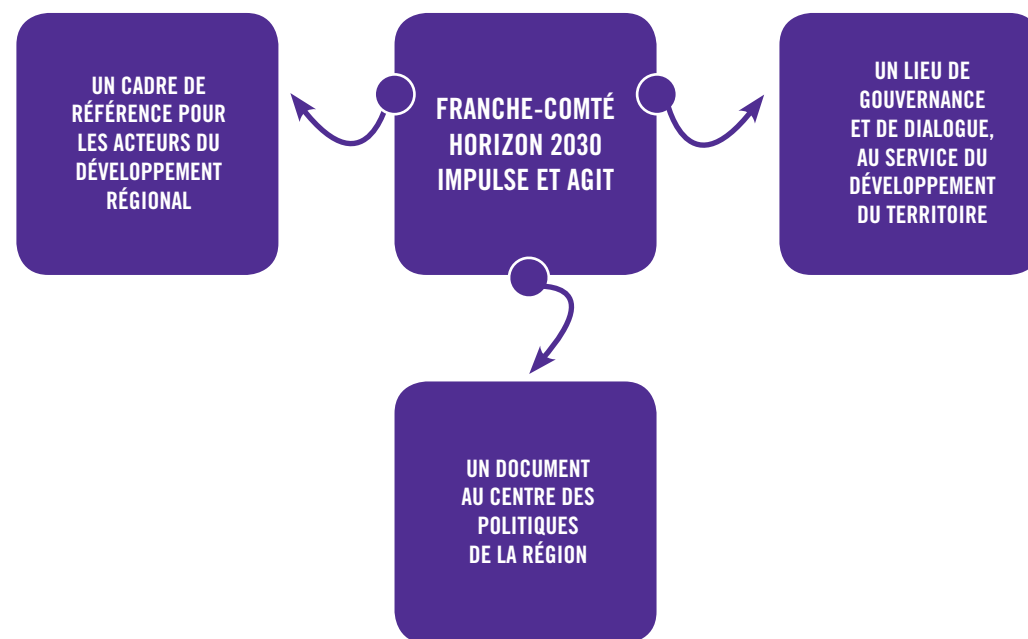 UN CADRE DE
RÉFÉRENCE POUR
LES ACTEURS DU
DÉVELOPPEMENT
RÉGIONAL
FRANCHE-COMTÉ
HORIZON 2030
IMPULSE ET AGIT
UN LIEU DE
GOUVERNANCE
ET DE DIALOGUE,
AU SERVICE DU
DÉVELOPPEMENT
DU TERRITOIRE
UN DOCUMENT
AU CENTRE DES
POLITIQUES
DE LA RÉGION